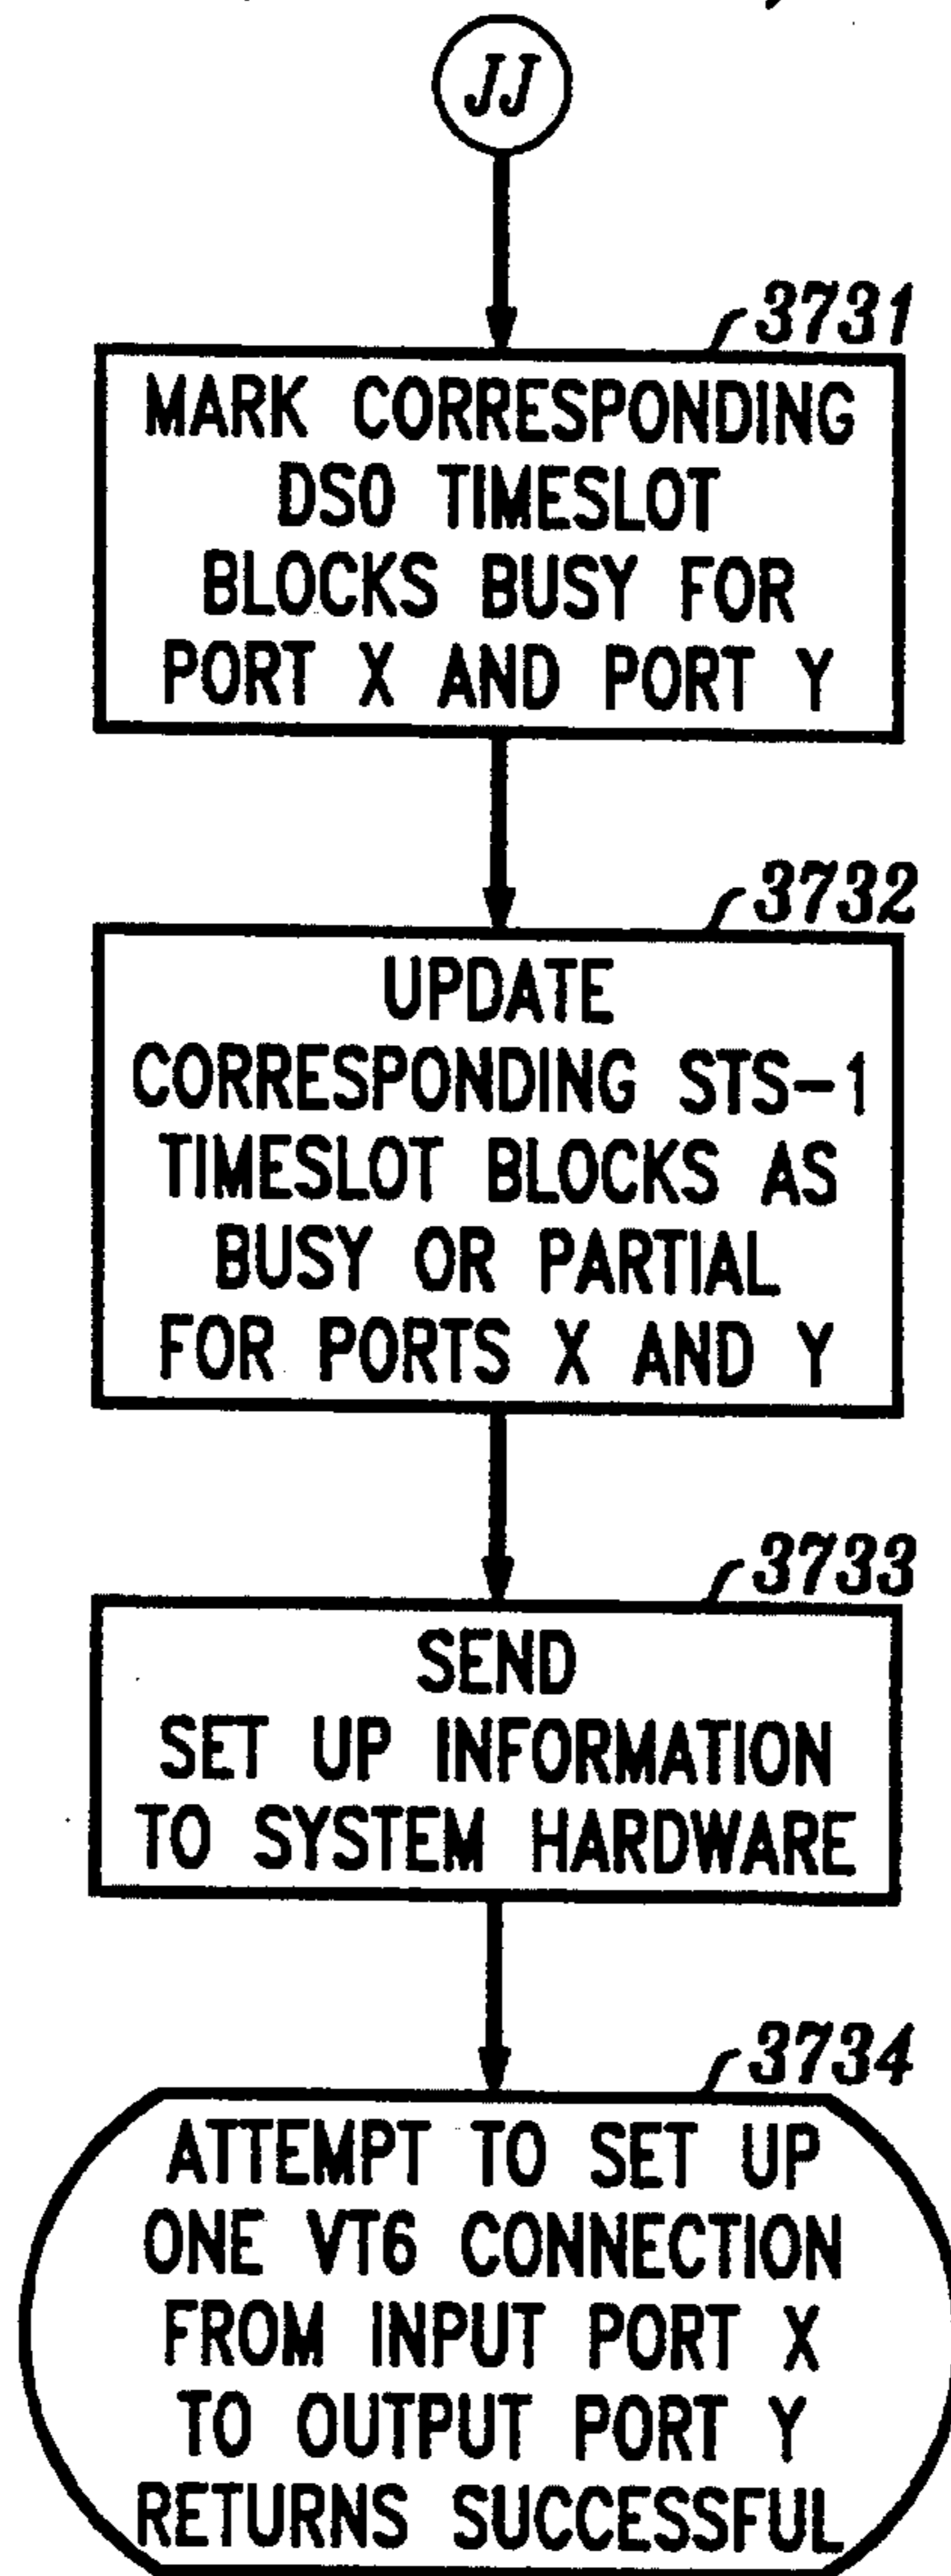 JJ
3731
MARK CORRESPONDING
DS0 TIMESLOT
BLOCKS BUSY FOR
PORT X AND PORT Y
3732
UPDATE
CORRESPONDING STS-1
TIMESLOT BLOCKS AS
BUSY OR PARTIAL
FOR PORTS X AND Y
3733
SEND
SET UP INFORMATION
TO SYSTEM HARDWARE
3734
ATTEMPT TO SET UP
ONE VT6 CONNECTION
FROM INPUT PORT X
TO OUTPUT PORT Y
RETURNS SUCCESSFUL